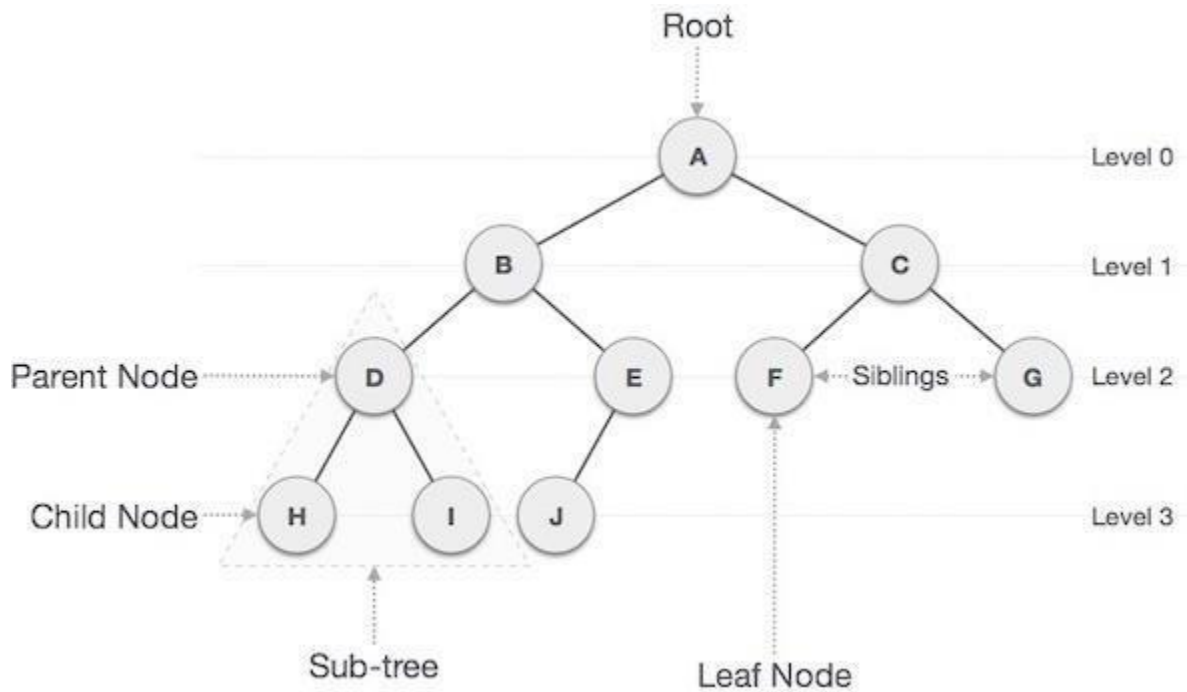 Root
A
Level 0
B
C
Level 1
Parent Node
D
E
F
Siblings
G
Level 2
Child Node
H
I
J
Level 3
Sub-tree
Leaf Node